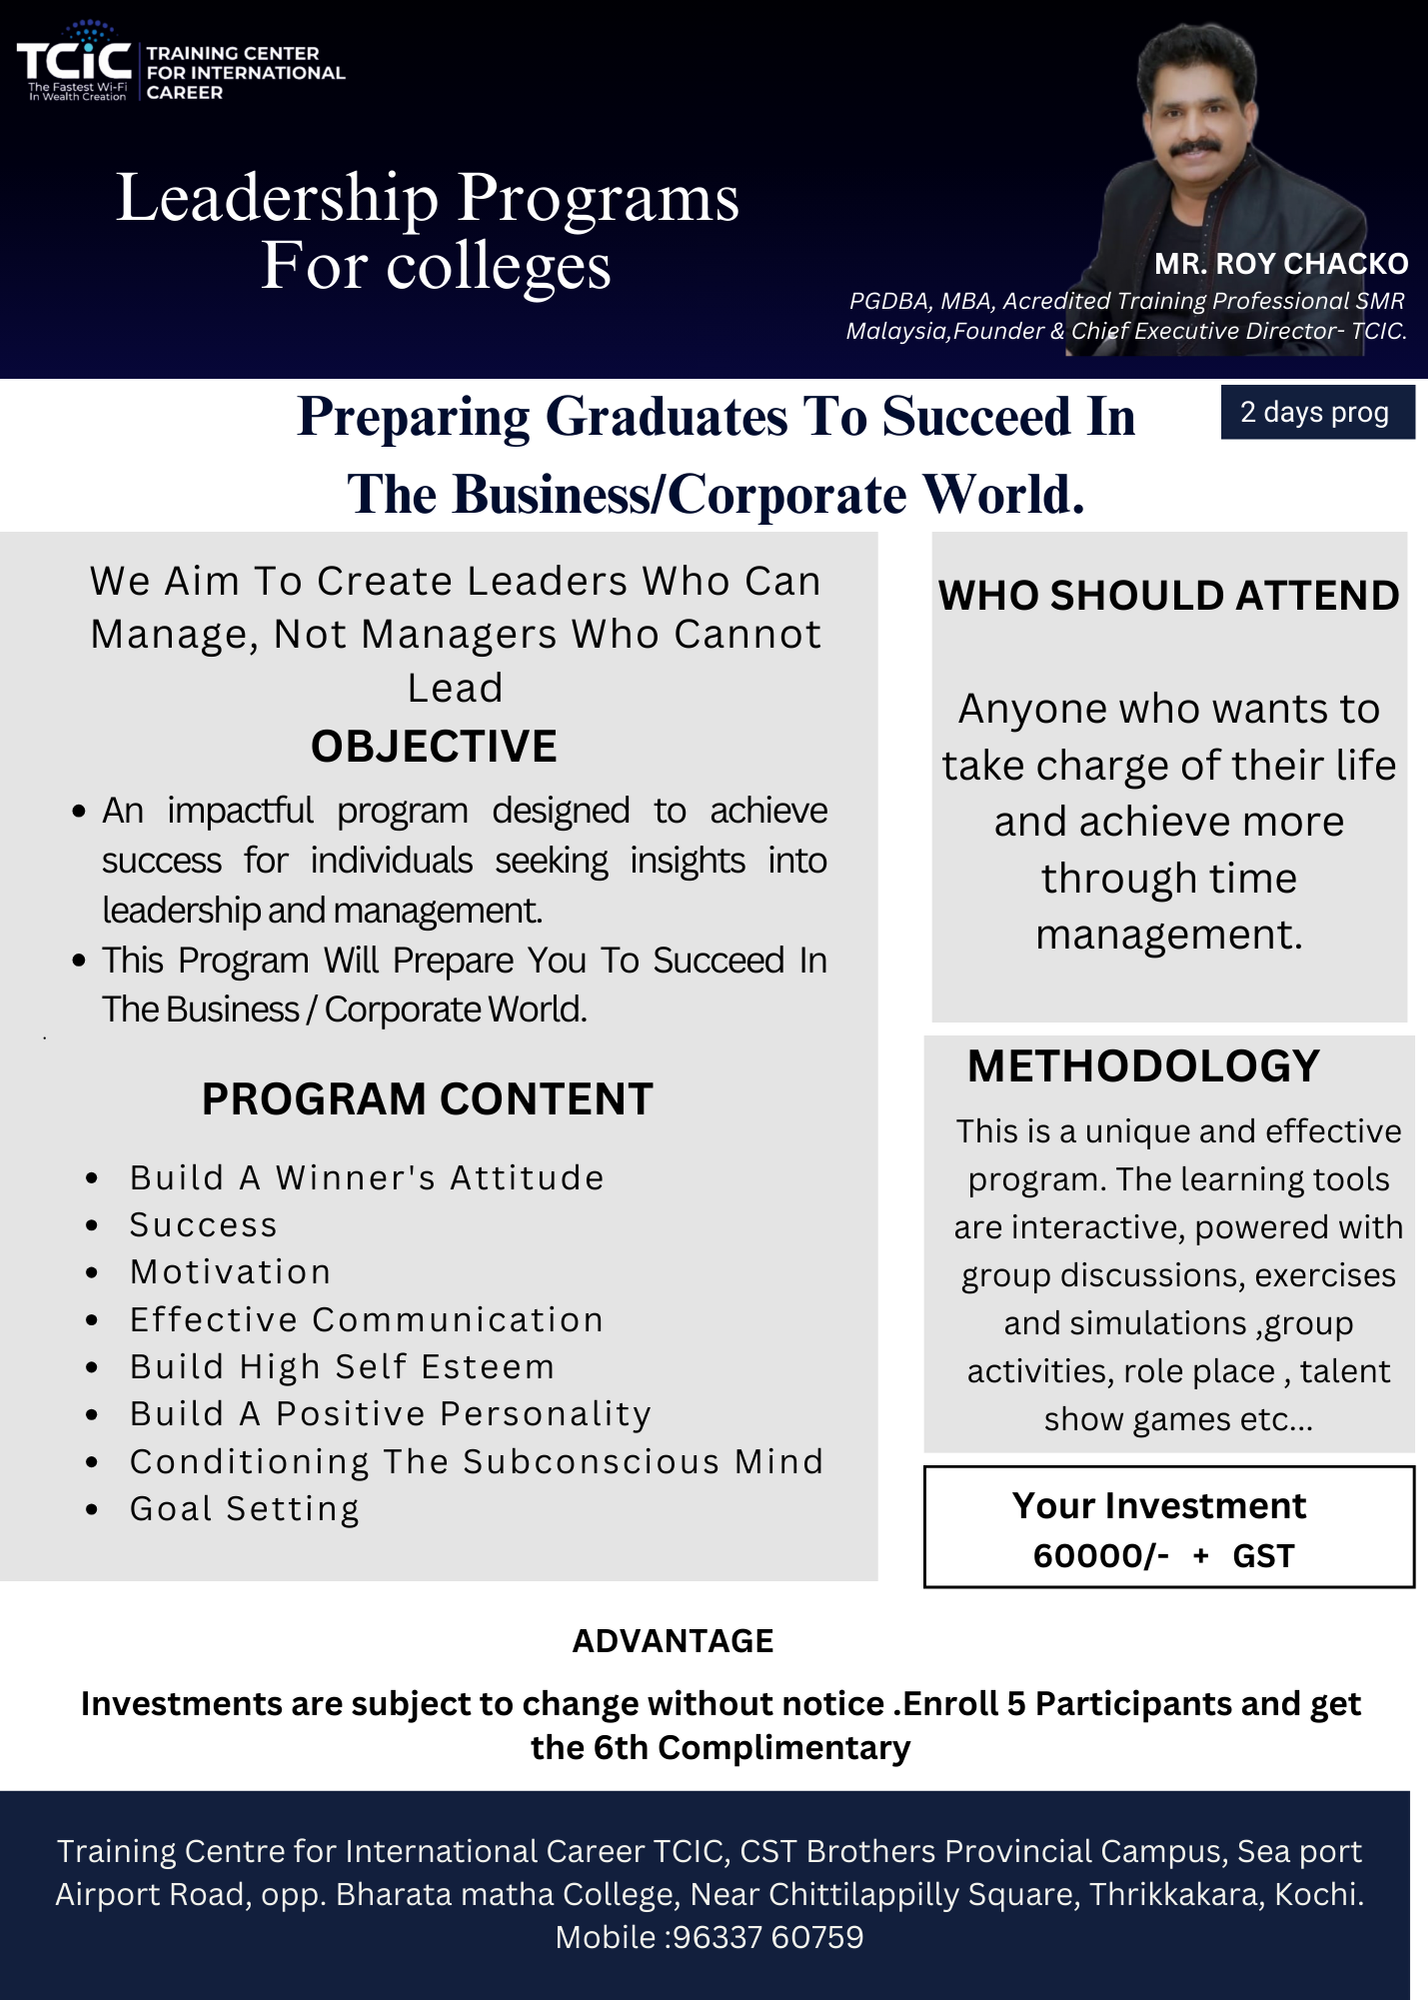 TCiC
The Fastest Wi-Fi
In Wealth Creation
TRAINING CENTER
FOR INTERNATIONAL
CAREER
Leadership Programs
For colleges
MR. ROY CHACKO
PGDBA, MBA, Acredited Training Professional SMR
Malaysia,Founder & Chief Executive Director- TCIC.
Preparing Graduates To Succeed In
The Business/Corporate World.
2 days prog
We Aim To Create Leaders Who Can
Manage, Not Managers Who Cannot
Lead
OBJECTIVE
• An impactful program designed to achieve
success for individuals seeking insights into
leadership and management.
• This Program Will Prepare You To Succeed In
The Business / Corporate World.
.
PROGRAM CONTENT
• Build A Winner's Attitude
• Success
• Motivation
• Effective Communication
• Build High Self Esteem
• Build A Positive Personality
• Conditioning The Subconscious Mind
• Goal Setting
WHO SHOULD ATTEND
Anyone who wants to
take charge of their life
and achieve more
through time
management.
METHODOLOGY
This is a unique and effective
program. The learning tools
are interactive, powered with
group discussions, exercises
and simulations ,group
activities, role place , talent
show games etc...
Your Investment
60000/- + GST
ADVANTAGE
Investments are subject to change without notice .Enroll 5 Participants and get
the 6th Complimentary
Training Centre for International Career TCIC, CST Brothers Provincial Campus, Sea port
Airport Road, opp. Bharata matha College, Near Chittilappilly Square, Thrikkakara, Kochi.
Mobile :96337 60759